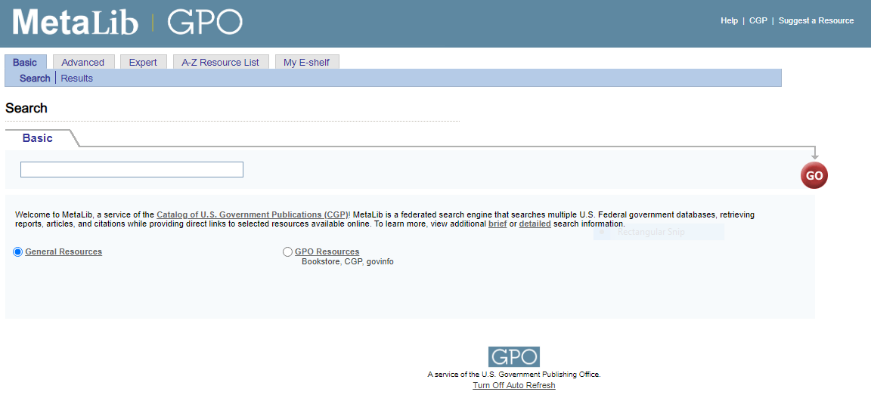 MetaLib | GPO
Help | CGP | Suggest a Resource
Basic Advanced Expert A-Z Resource List My E-shelf
Search | Results
Search
Basic
GO
Welcome to MetaLib, a service of the Catalog of U.S. Government Publications (CGP)! MetaLib is a federated search engine that searches multiple U.S. Federal government databases, retrieving
reports, articles, and citations while providing direct links to selected resources available online. To learn more, view additional brief or detailed search information.
Rectangular Snip
General Resources GPO Resources
Bookstore, CGP, govinfo
GPO
A service of the U.S. Government Publishing Office.
Turn Off Auto Refresh